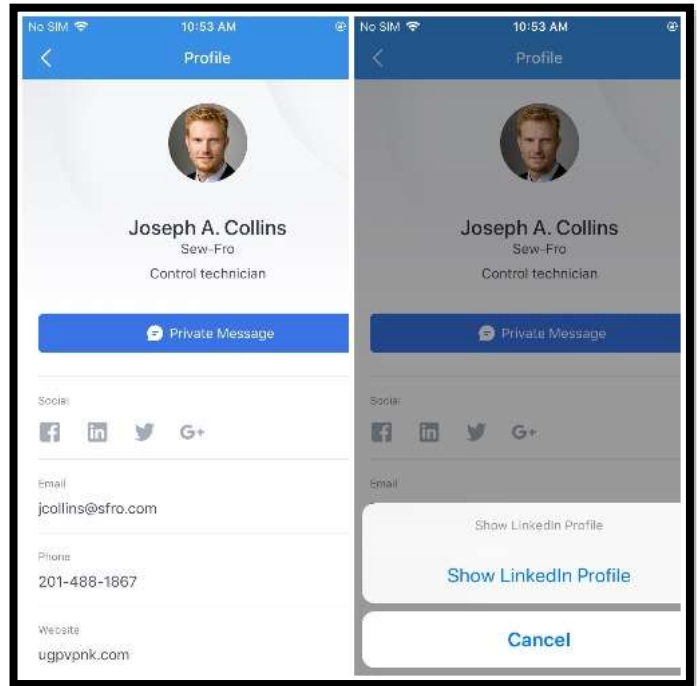 No SIM 10:53 AM
Profile
Joseph A. Collins
Sew-Fro
Control technician
Private Message
Social
G+
Email
jcollins@sfro.com
Phone
201-488-1867
Website
ugpvpnk.com
No SIM 10:53 AM
Profile
Joseph A. Collins
Sew-Fro
Control technician
Private Message
Social
G+
Email
Show LinkedIn Profile
Show LinkedIn Profile
Cancel